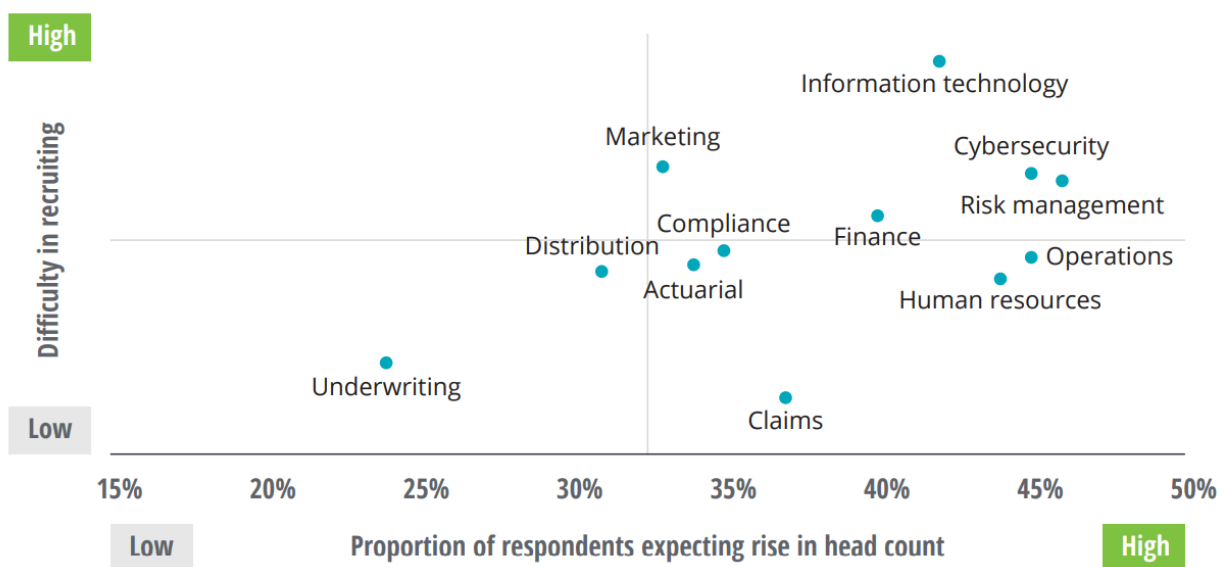 High
Information technology
Marketing
Cybersecurity
Risk management
Difficulty in recruiting
Compliance
Finance
Distribution
Operations
Actuarial
Human resources
Underwriting
Claims
Low
15% 20% 25% 30% 35% 40% 45% 50%
Low Proportion of respondents expecting rise in head count High